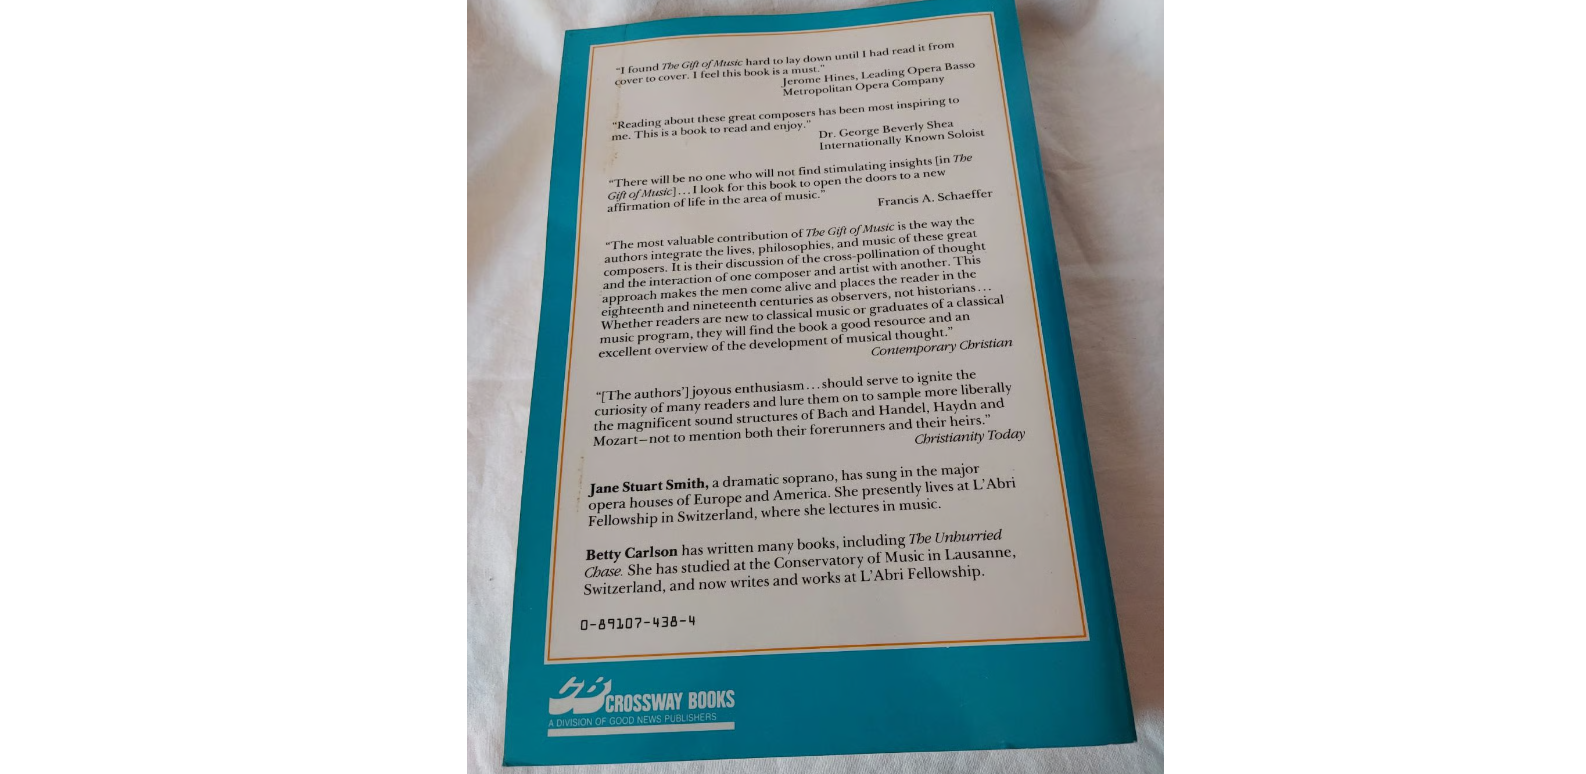 "I found The Gift of Music hard to lay down until I had read it from
cover to cover. I feel this book is a must."
Jerome Hines, Leading Opera Basso
Metropolitan Opera Company
"Reading about these great composers has been most inspiring to
me. This is a book to read and enjoy."
Dr. George Beverly Shea
Internationally Known Soloist
"There will be no one who will not find stimulating insights [in The
Gift of Music]...I look for this book to open the doors to a new
affirmation of life in the area of music."
Francis A. Schaeffer
"The most valuable contribution of The Gift of Music is the way the
authors integrate the lives, philosophies, and music of these great
composers. It is their discussion of the cross-pollination of thought
and the interaction of one composer and artist with another. This
approach makes the men come alive and places the reader in the
eighteenth and nineteenth centuries as observers, not historians...
Whether readers are new to classical music or graduates of a classical
music program, they will find the book a good resource and an
excellent overview of the development of musical thought."
Contemporary Christian
"[The authors'] joyous enthusiasm...should serve to ignite the
curiosity of many readers and lure them on to sample more liberally
the magnificent sound structures of Bach and Handel, Haydn and
Mozart—not to mention both their forerunners and their heirs."
Christianity Today
Jane Stuart Smith, a dramatic soprano, has sung in the major
opera houses of Europe and America. She presently lives at L'Abri
Fellowship in Switzerland, where she lectures in music.
Betty Carlson has written many books, including The Unhurried
Chase. She has studied at the Conservatory of Music in Lausanne,
Switzerland, and now writes and works at L'Abri Fellowship.
0-89107-438-4
CB CROSSWAY BOOKS
A DIVISION OF GOOD NEWS PUBLISHERS